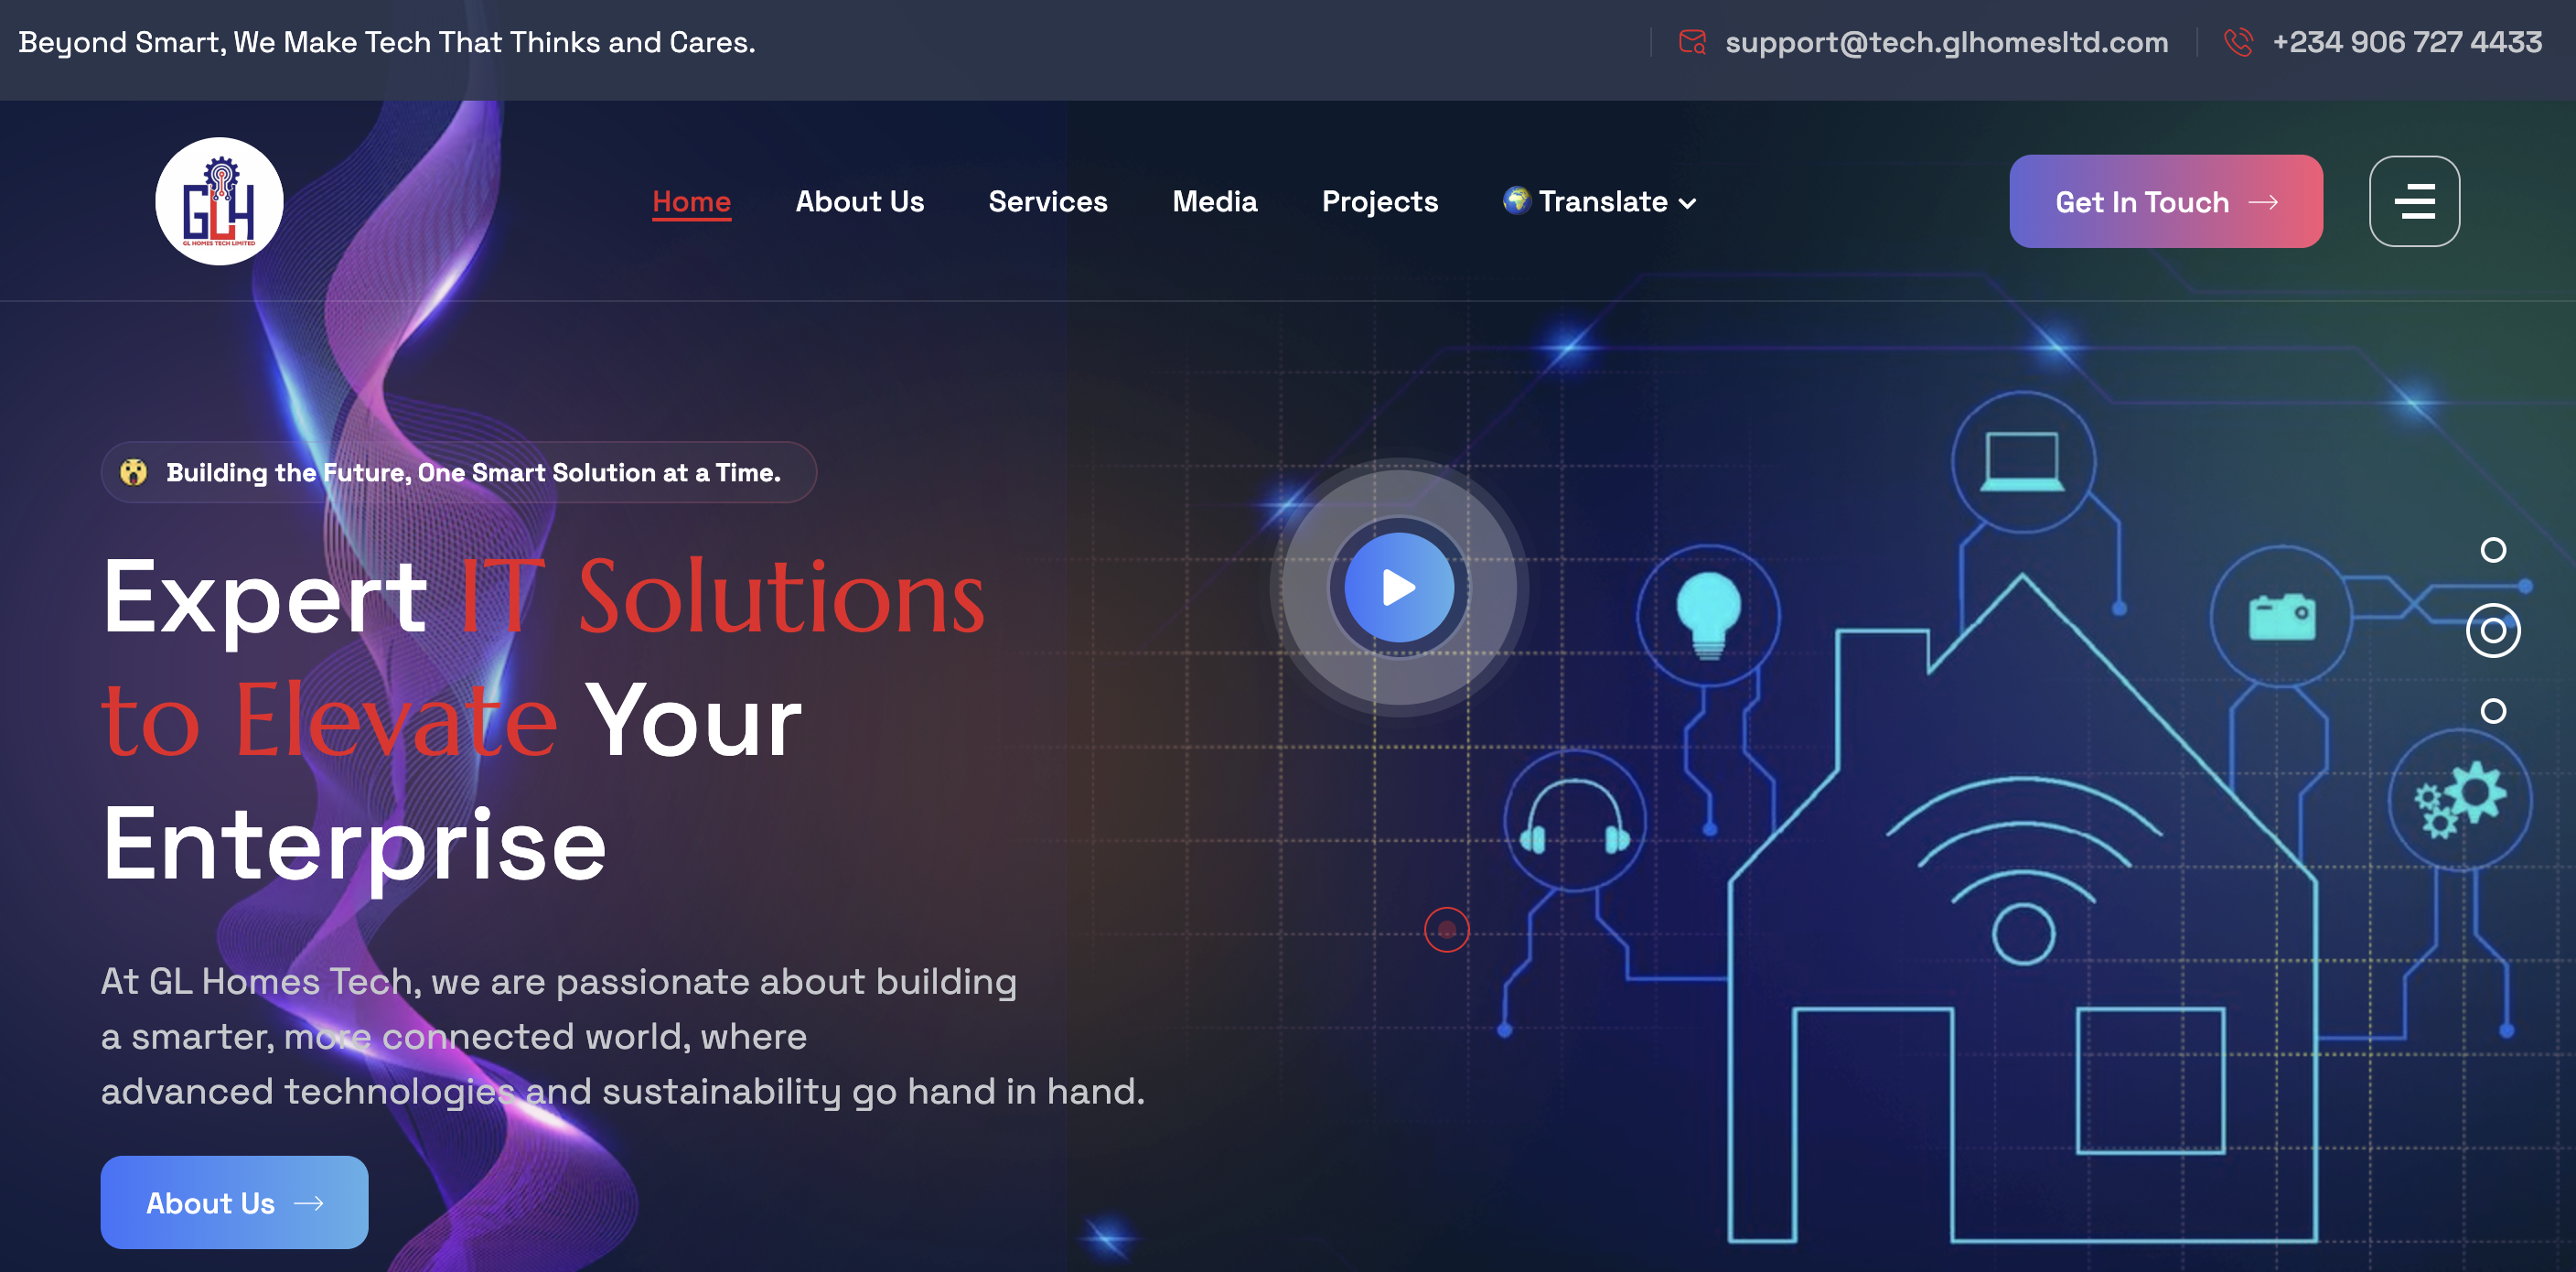 Beyond Smart, We Make Tech That Thinks and Cares.
support@tech.glhomesltd.com
+234 906 727 4433
GLH
GL HOMES TECH LIMITED
Home
About Us
Services
Media
Projects
Translate
Get In Touch
Building the Future, One Smart Solution at a Time.
Expert IT Solutions
to Elevate Your
Enterprise
At GL Homes Tech, we are passionate about building
a smarter, more connected world, where
advanced technologies and sustainability go hand in hand.
About Us